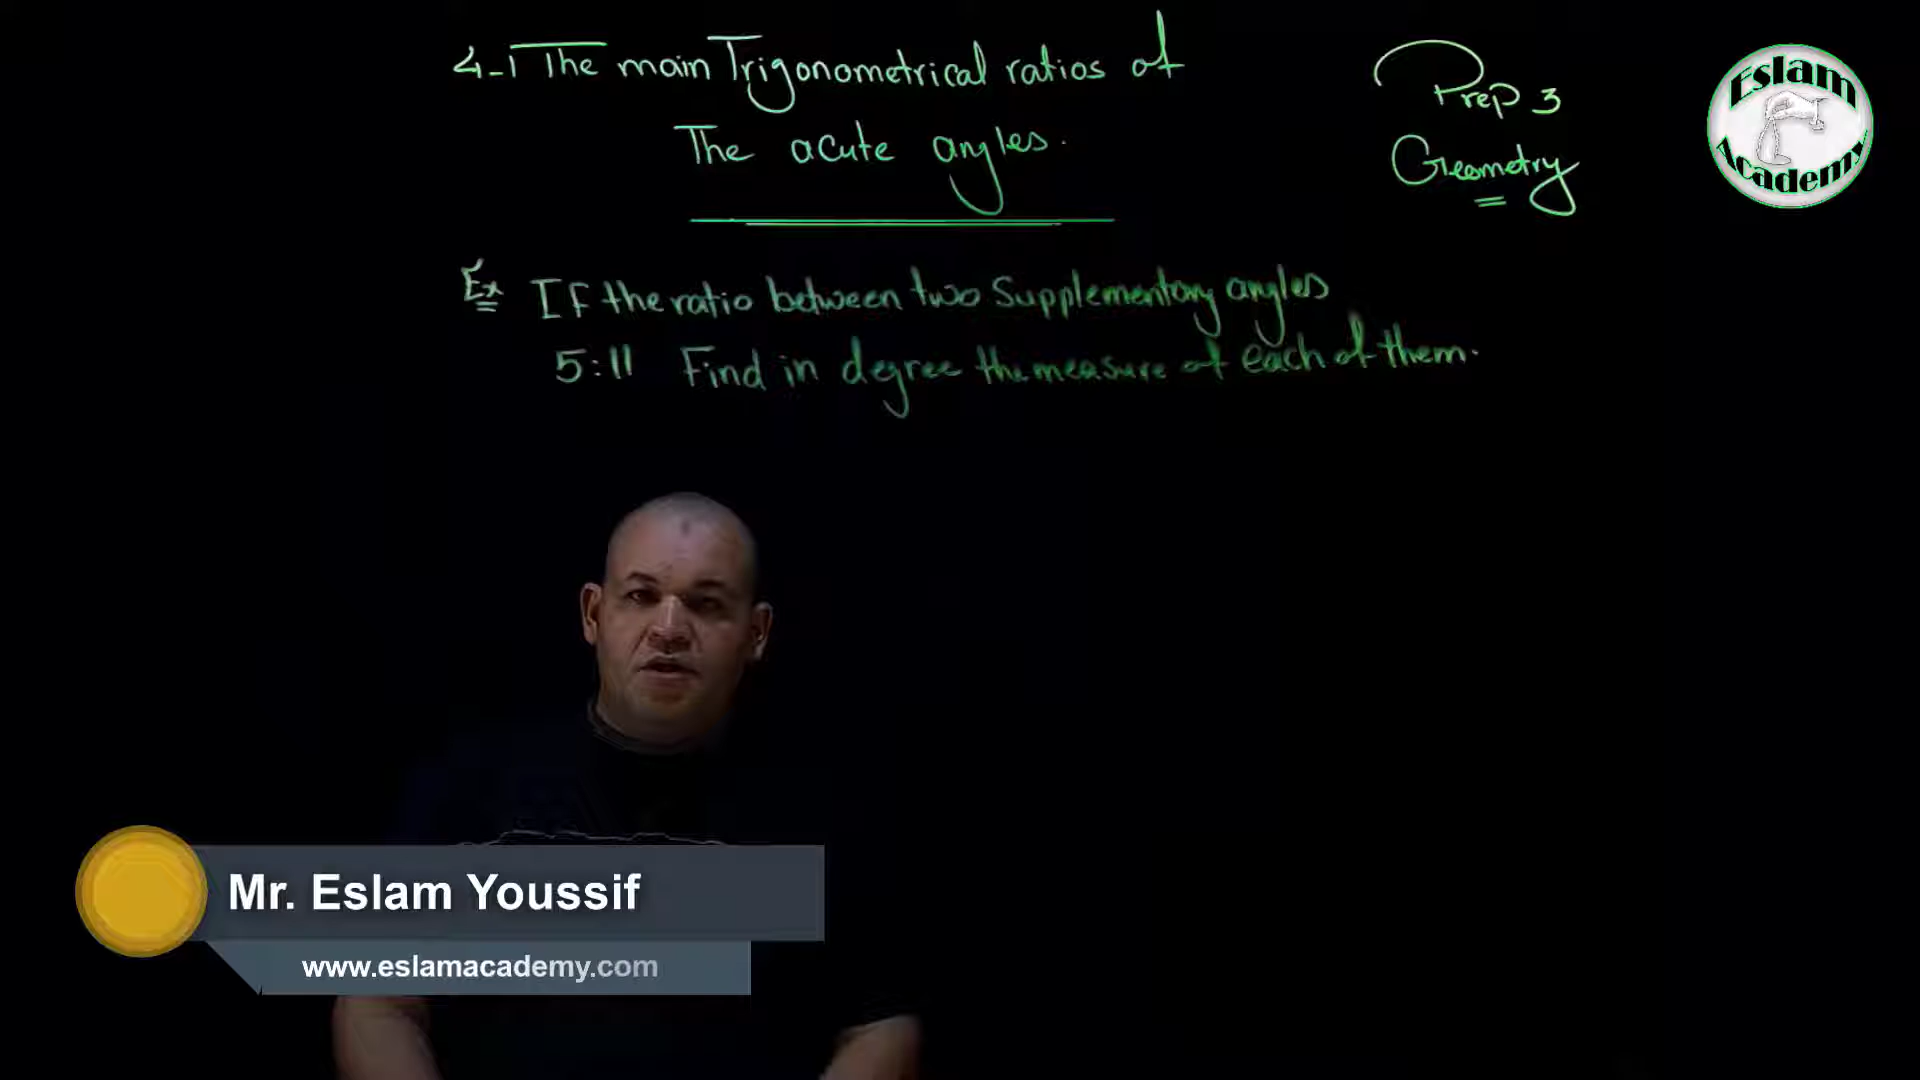 4-1 The main Trigonometrical ratios of
The acute angles.
Prep 3
Geometry
Eslam
Academy
Ex If the ratio between two Supplementary angles
5:11 Find in degree the measure of each of them.
Mr. Eslam Youssif
www.eslamacademy.com